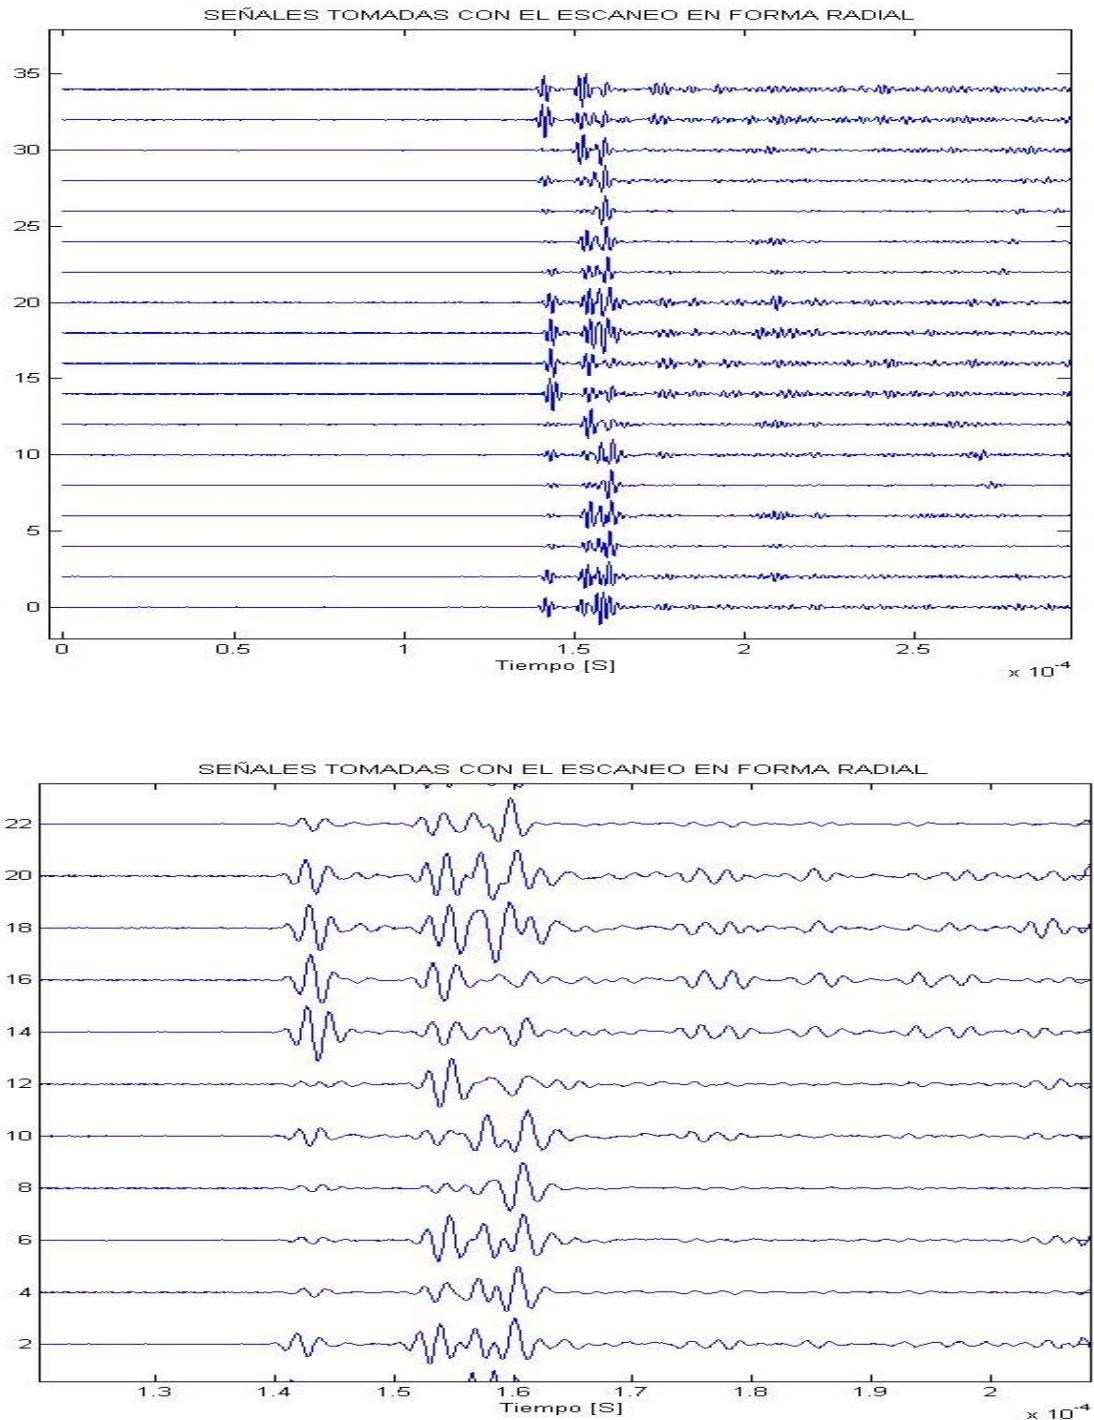 SEÑALES TOMADAS CON EL ESCANEO EN FORMA RADIAL
35
30
25
20
15
10
5
0
0 0.5 1 1.5 2 2.5
Tiempo [S]
x 10-4
SEÑALES TOMADAS CON EL ESCANEO EN FORMA RADIAL
22
20
18
16
14
12
10
8
6
4
2
1.3 1.4 1.5 1.6 1.7 1.8 1.9 2
Tiempo [S]
x 10-4